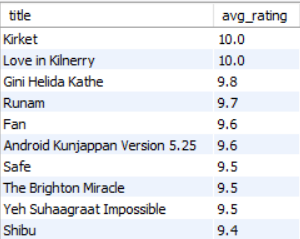 title avg_rating
Kirket 10.0
Love in Kilnerry 10.0
Gini Helida Kathe 9.8
Runam 9.7
Fan 9.6
Android Kunjappan Version 5.25 9.6
Safe 9.5
The Brighton Miracle 9.5
Yeh Suhaagraat Impossible 9.5
Shibu 9.4